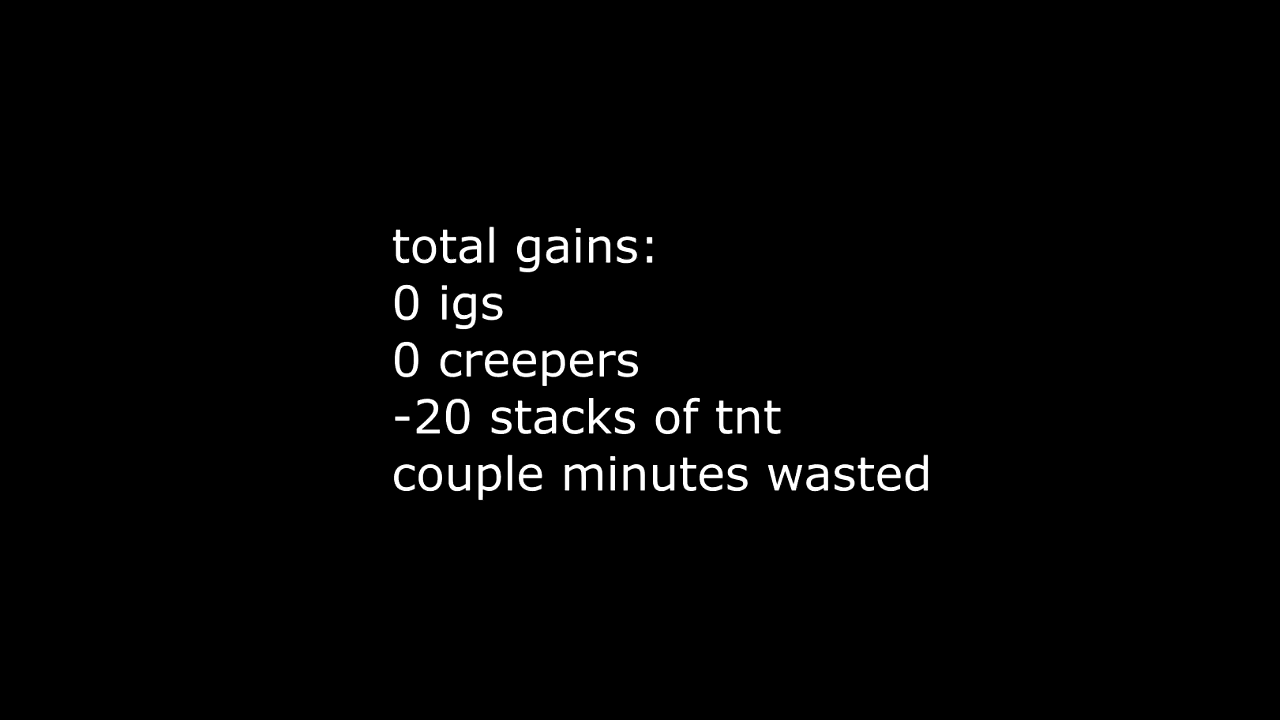 total gains:
0 igs
0 creepers
-20 stacks of tnt
couple minutes wasted